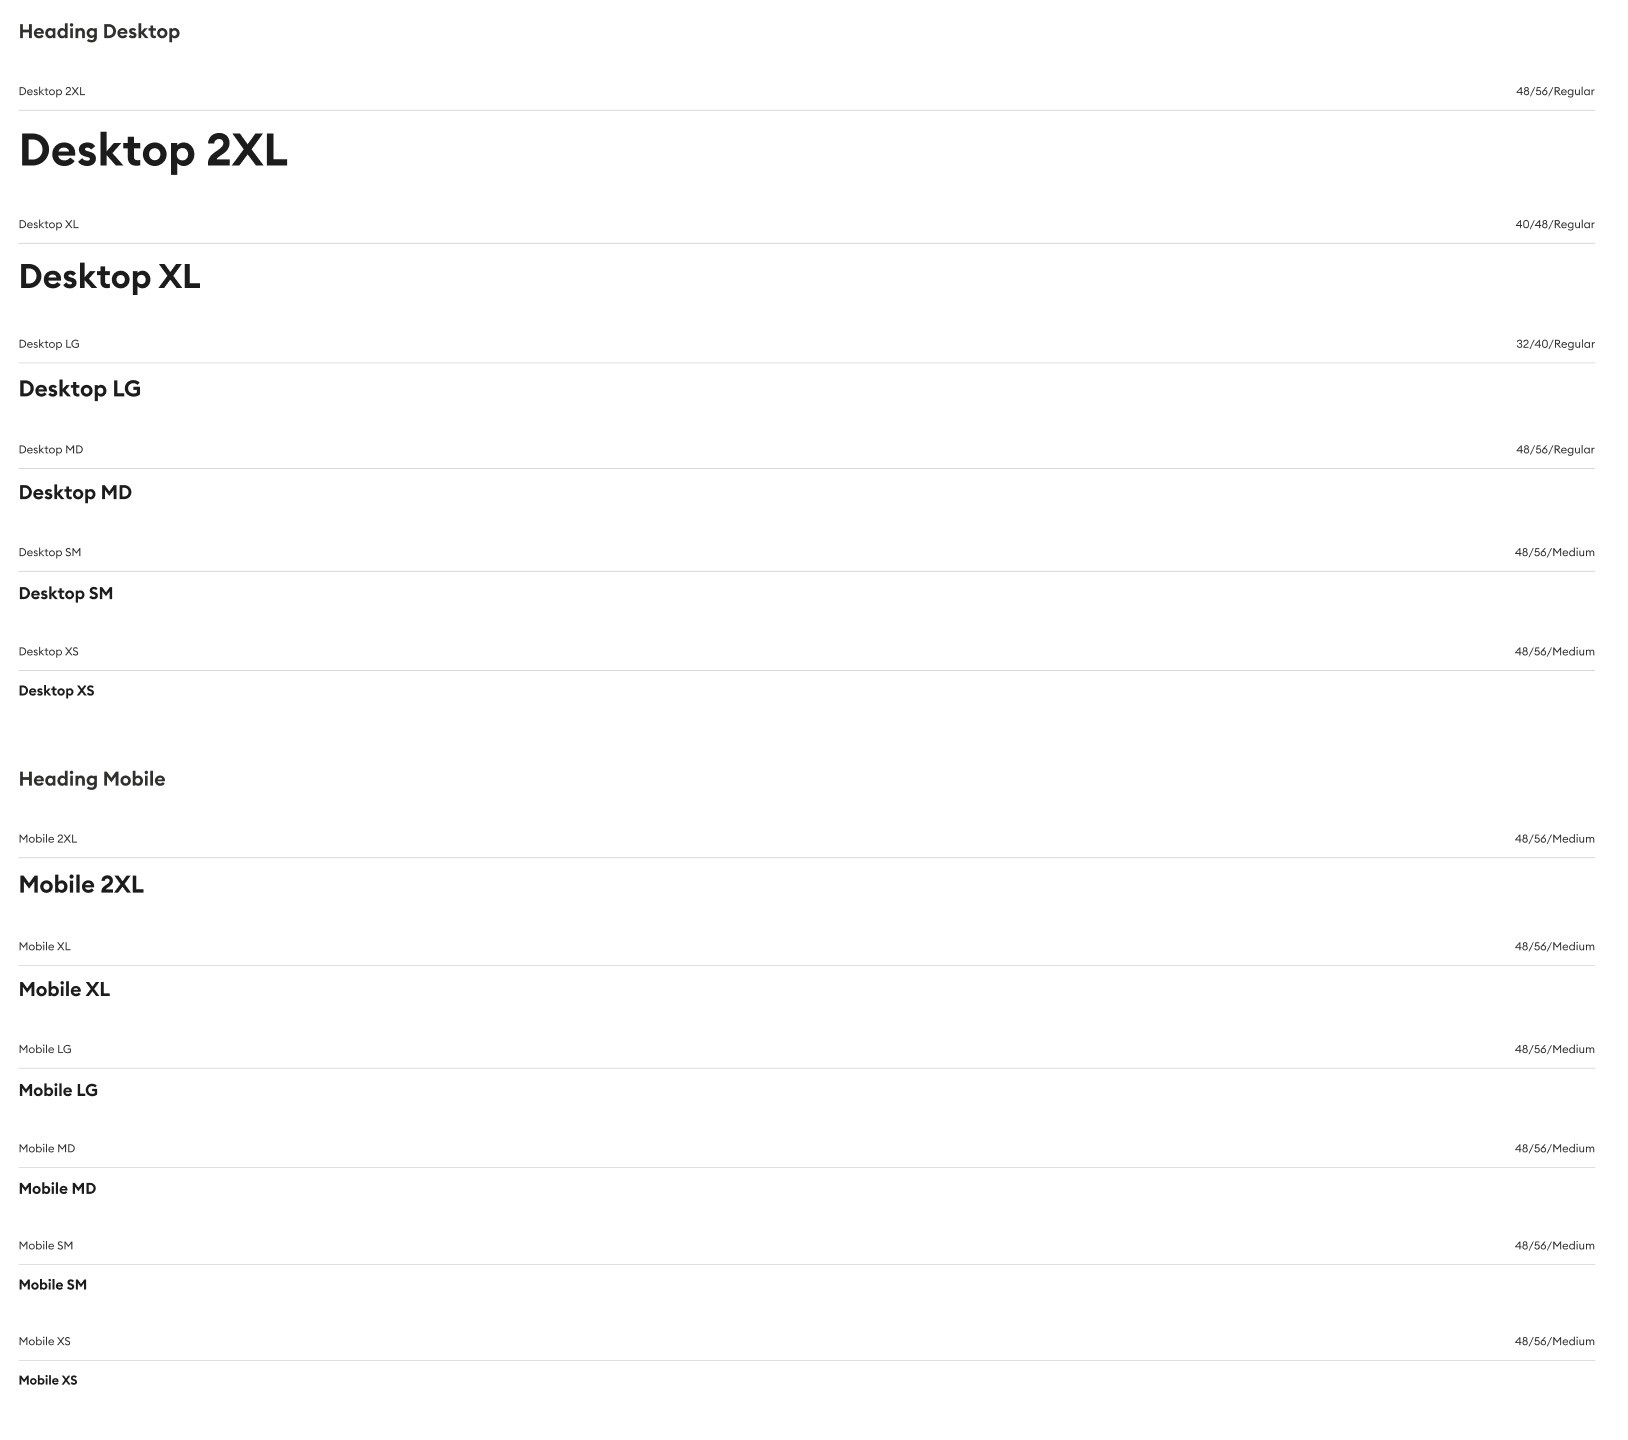 Heading Desktop
Desktop 2XL 48/56/Regular
Desktop 2XL
Desktop XL 40/48/Regular
Desktop XL
Desktop LG 32/40/Regular
Desktop LG
Desktop MD 48/56/Regular
Desktop MD
Desktop SM 48/56/Medium
Desktop SM
Desktop XS 48/56/Medium
Desktop XS
Heading Mobile
Mobile 2XL 48/56/Medium
Mobile 2XL
Mobile XL 48/56/Medium
Mobile XL
Mobile LG 48/56/Medium
Mobile LG
Mobile MD 48/56/Medium
Mobile MD
Mobile SM 48/56/Medium
Mobile SM
Mobile XS 48/56/Medium
Mobile XS